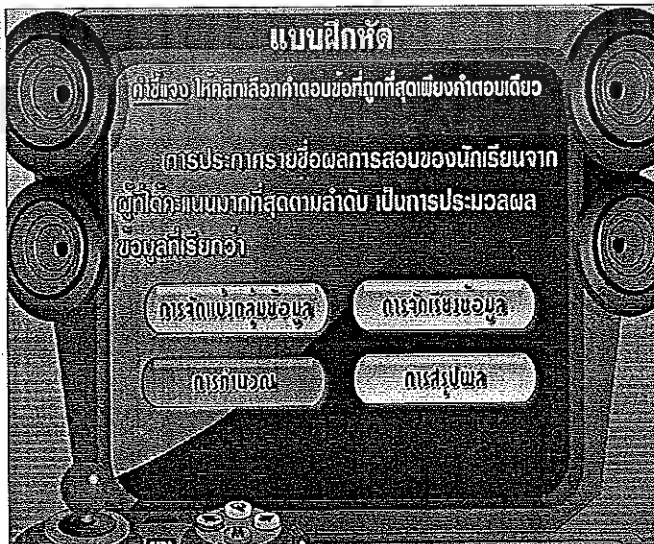 แบบฝึกหัด
คำชี้แจง ให้คลิกเลือกคำตอบข้อที่ถูกที่สุดเพียงคำตอบเดียว
การประกาศรายชื่อผลการสอบของนักเรียนจาก
ผู้ที่ได้คะแนนมากที่สุดตามลำดับ เป็นการประมวลผล
ข้อมูลที่เรียกว่า
การจัดแบ่งกลุ่มข้อมูล
การจัดเรียงข้อมูล
การคำนวณ
การสรุปผล